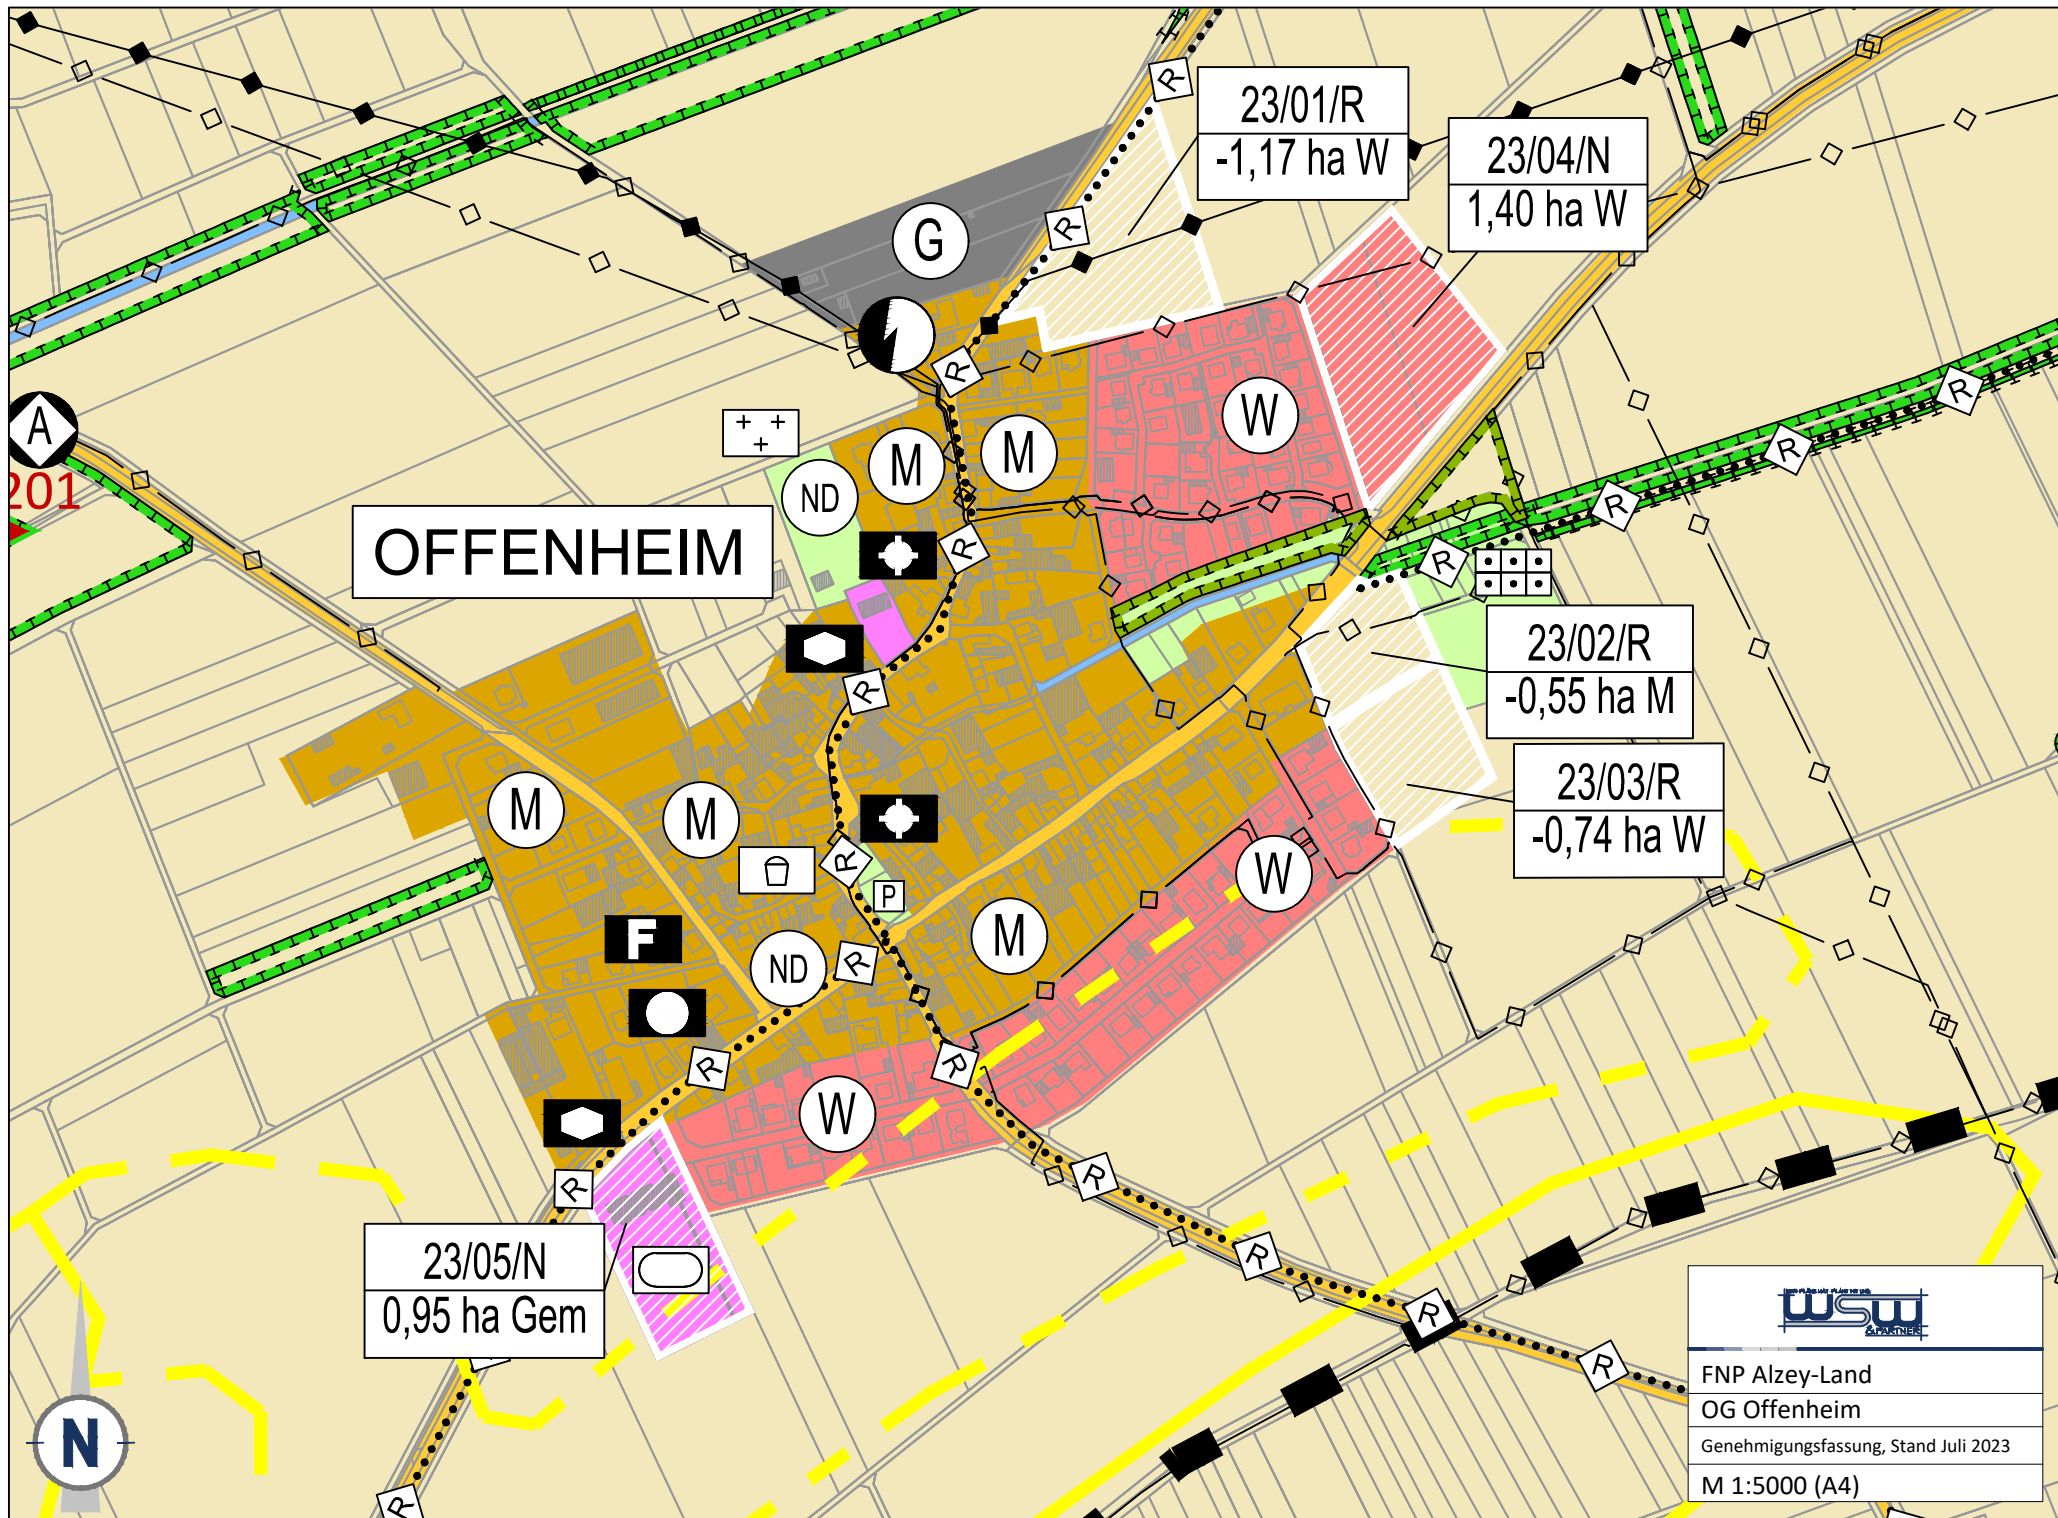 23/01/R
-1,17 ha W
23/04/N
1,40 ha W
R
R
G
R
A
201
W
M
M
ND
R
R
R
R
R
OFFENHEIM
R
23/02/R
-0,55 ha M
R
23/03/R
-0,74 ha W
M
M
R
P
W
F
M
ND
R
R
R
W
R
R
R
23/05/N
0,95 ha Gem
R
R
R
N
WSW
& PARTNER
FNP Alzey-Land
OG Offenheim
Genehmigungsfassung, Stand Juli 2023
M 1:5000 (A4)